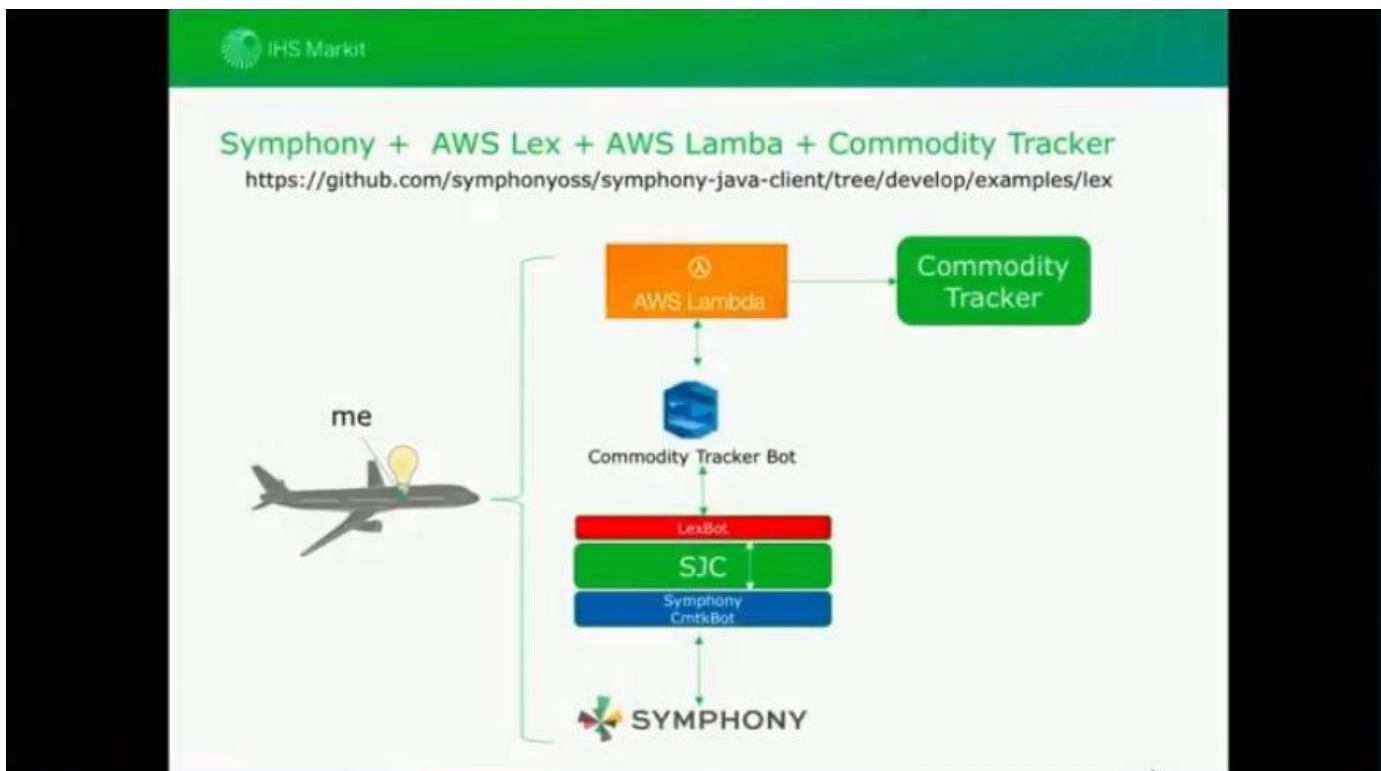 IHS Markit
Symphony + AWS Lex + AWS Lamba + Commodity Tracker
https://github.com/symphonyoss/symphony-java-client/tree/develop/examples/lex
AWS Lambda
Commodity
Tracker
me
Commodity Tracker Bot
LexBot
SJC
Symphony
CmtkBot
SYMPHONY